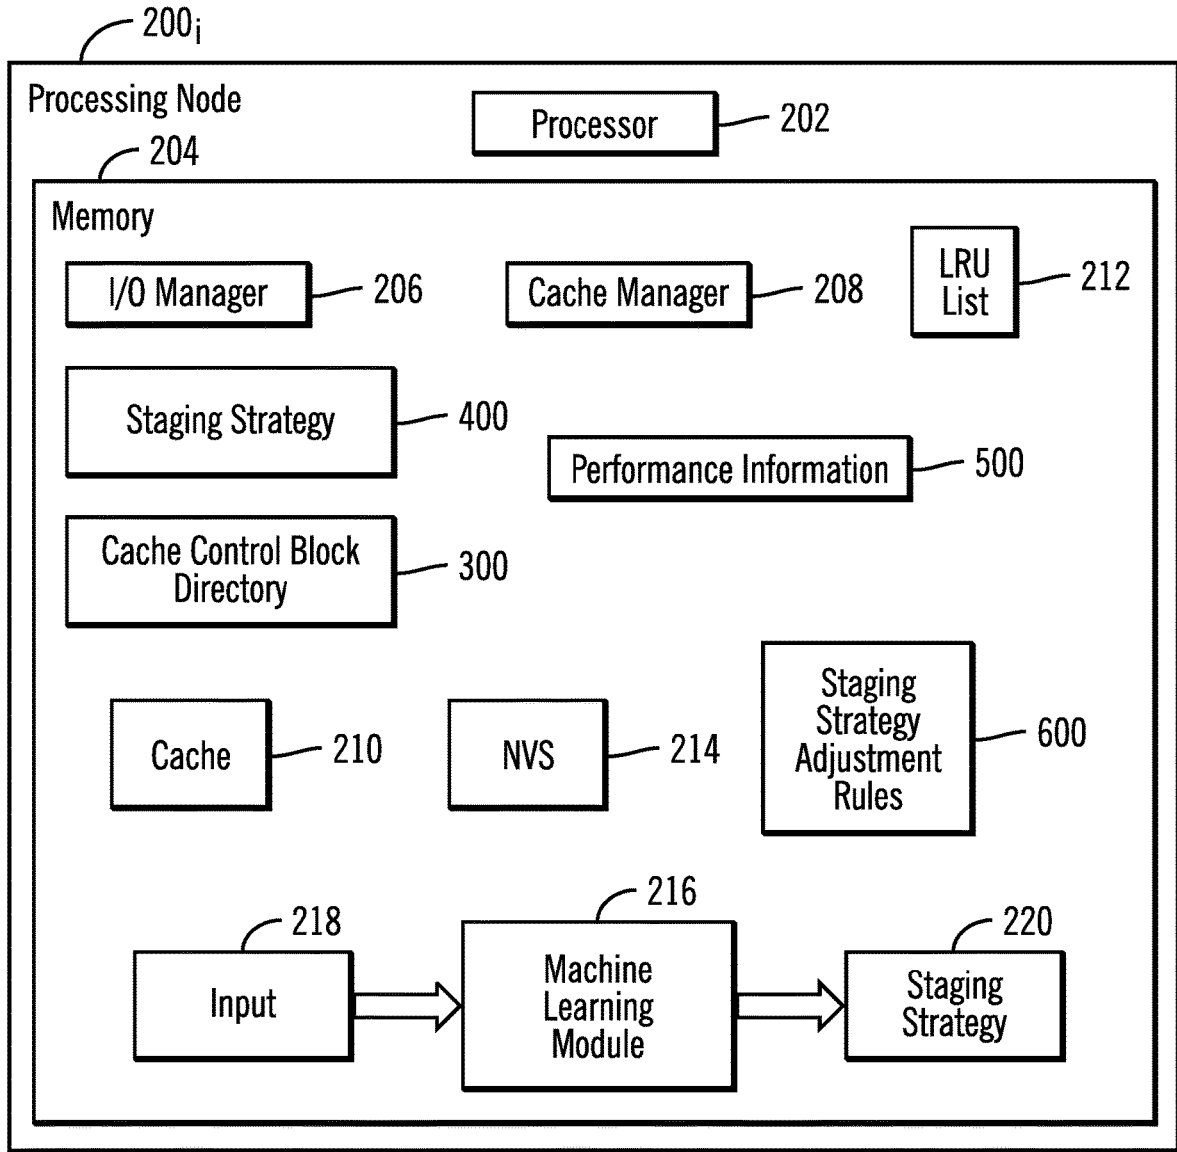 200i
Processing Node
Processor
202
204
Memory
I/O Manager
206
Cache Manager
208
LRU
List
212
Staging Strategy
400
Performance Information
500
Cache Control Block
Directory
300
Staging
Strategy
Adjustment
Rules
600
Cache
210
NVS
214
218
Input
216
Machine
Learning
Module
220
Staging
Strategy